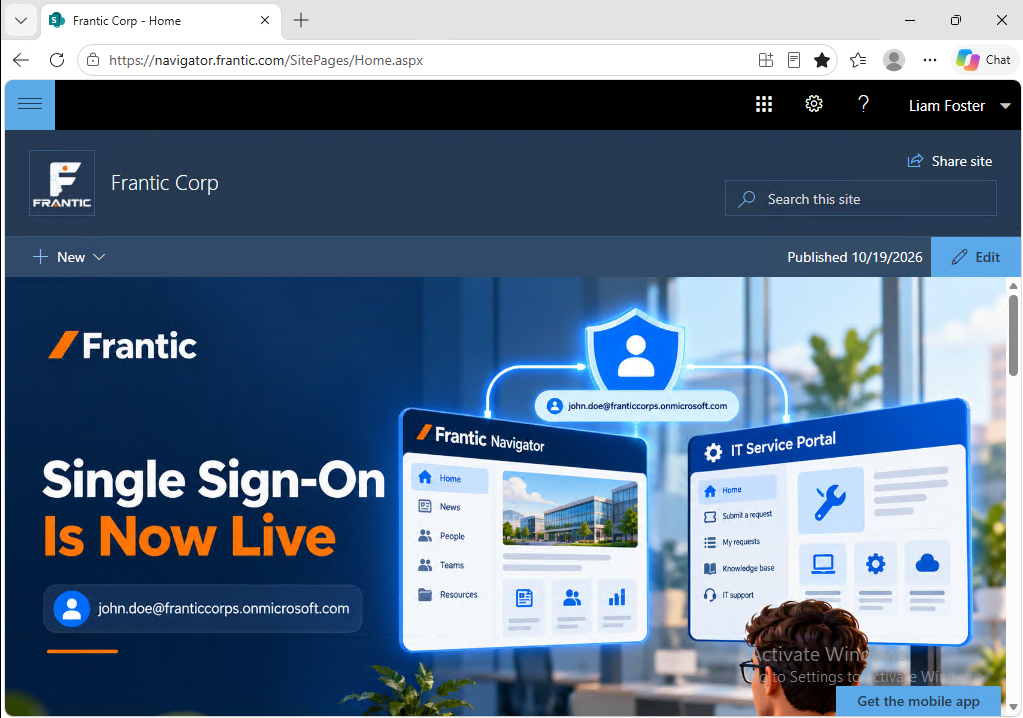 Frantic Corp - Home
https://navigator.frantic.com/SitePages/Home.aspx
Chat
Liam Foster
Share site
FRANTIC
Frantic Corp
Search this site
New
Published 10/19/2026
Edit
Frantic
john.doe@franticcorps.onmicrosoft.com
Single Sign-On
Is Now Live
john.doe@franticcorps.onmicrosoft.com
Frantic Navigator
Home
News
People
Teams
Resources
IT Service Portal
Home
Submit a request
My requests
Knowledge base
IT support
Activate Windows
Go to Settings to activate Windows.
Get the mobile app